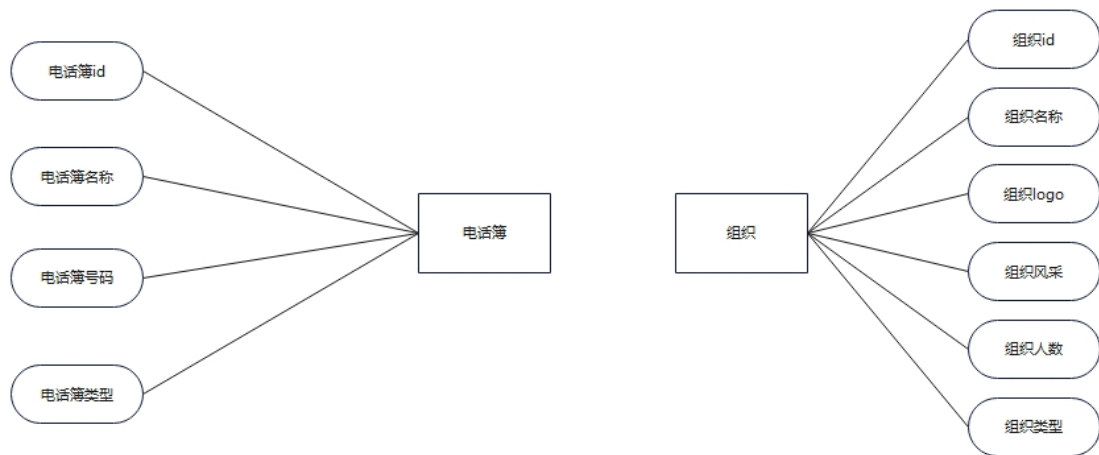 电话簿id
电话簿名称
电话簿号码
电话簿类型
电话簿
组织
组织id
组织名称
组织logo
组织风采
组织人数
组织类型